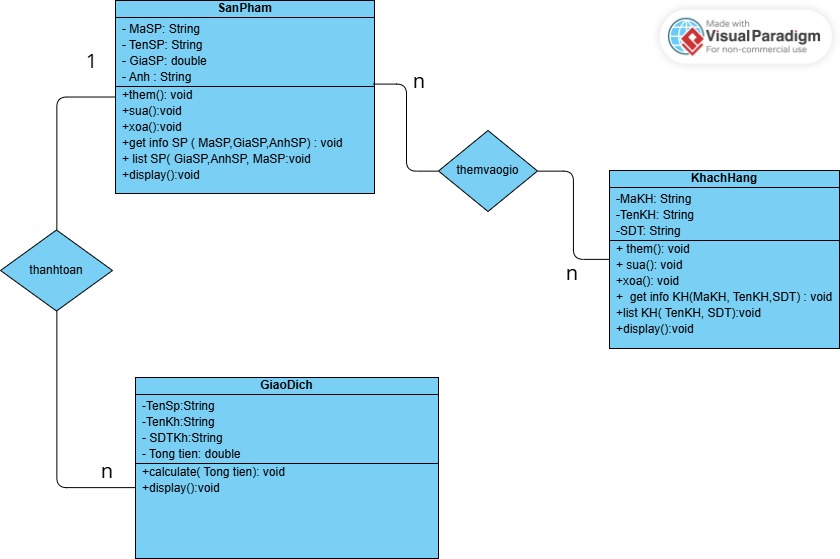 SanPham
- MaSP: String
- TenSP: String
- GiaSP: double
- Anh : String
+them(): void
+sua():void
+xoa():void
+get info SP ( MaSP,GiaSP,AnhSP) : void
+ list SP( GiaSP,AnhSP, MaSP:void
+display():void
Made with
Visual Paradigm
For non-commercial use
1
n
themvaogio
n
KhachHang
-MaKH: String
-TenKH: String
-SDT: String
+ them(): void
+ sua(): void
+xoa(): void
+ get info KH(MaKH, TenKH,SDT) : void
+list KH( TenKH, SDT):void
+display():void
thanhtoan
n
GiaoDich
-TenSp:String
-TenKh:String
- SDTKh:String
- Tong tien: double
+calculate( Tong tien): void
+display():void